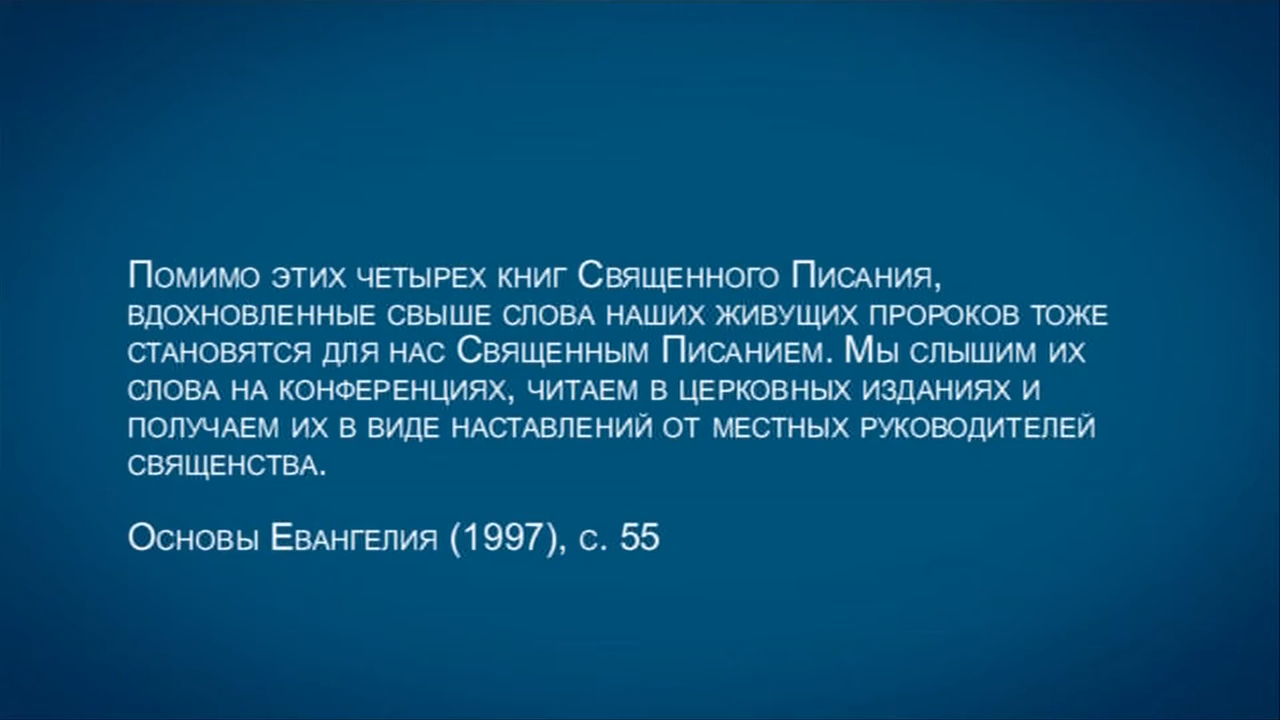 Помимо этих четырех книг Священного Писания,
вдохновленные свыше слова наших живущих пророков тоже
становятся для нас Священным Писанием. Мы слышим их
слова на конференциях, читаем в церковных изданиях и
получаем их в виде наставлений от местных руководителей
священства.
Основы Евангелия (1997), с. 55